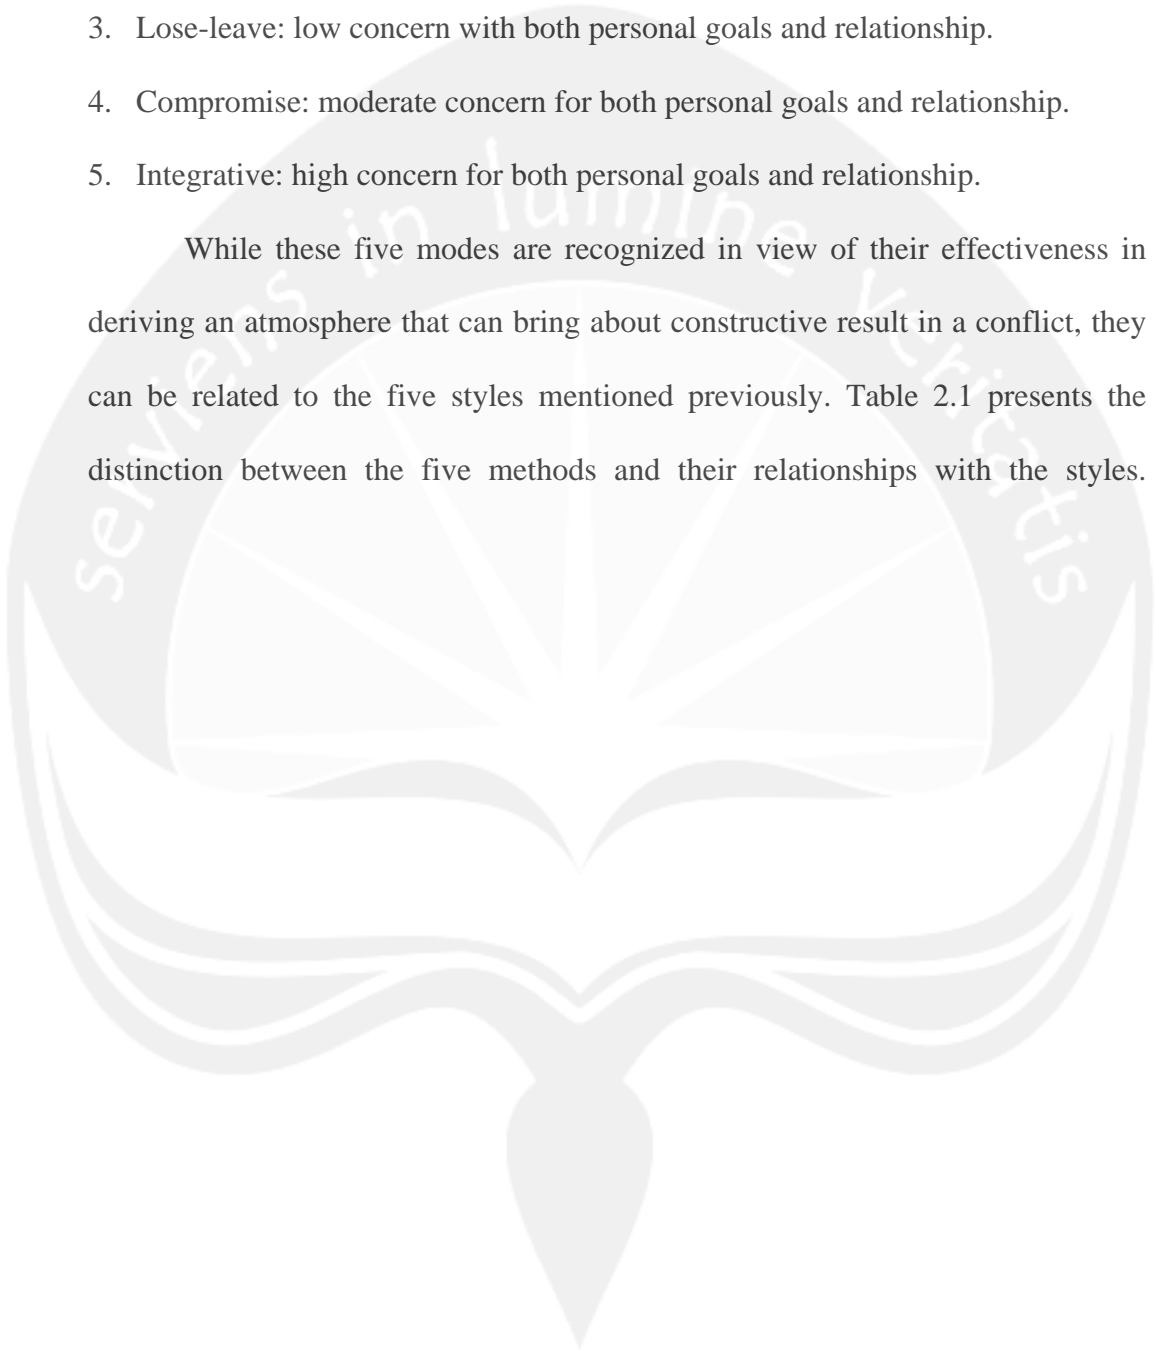 3. Lose-leave: low concern with both personal goals and relationship.
4. Compromise: moderate concern for both personal goals and relationship.
5. Integrative: high concern for both personal goals and relationship.
While these five modes are recognized in view of their effectiveness in
deriving an atmosphere that can bring about constructive result in a conflict, they
can be related to the five styles mentioned previously. Table 2.1 presents the
distinction between the five methods and their relationships with the styles.
serviens in lumine veritatis